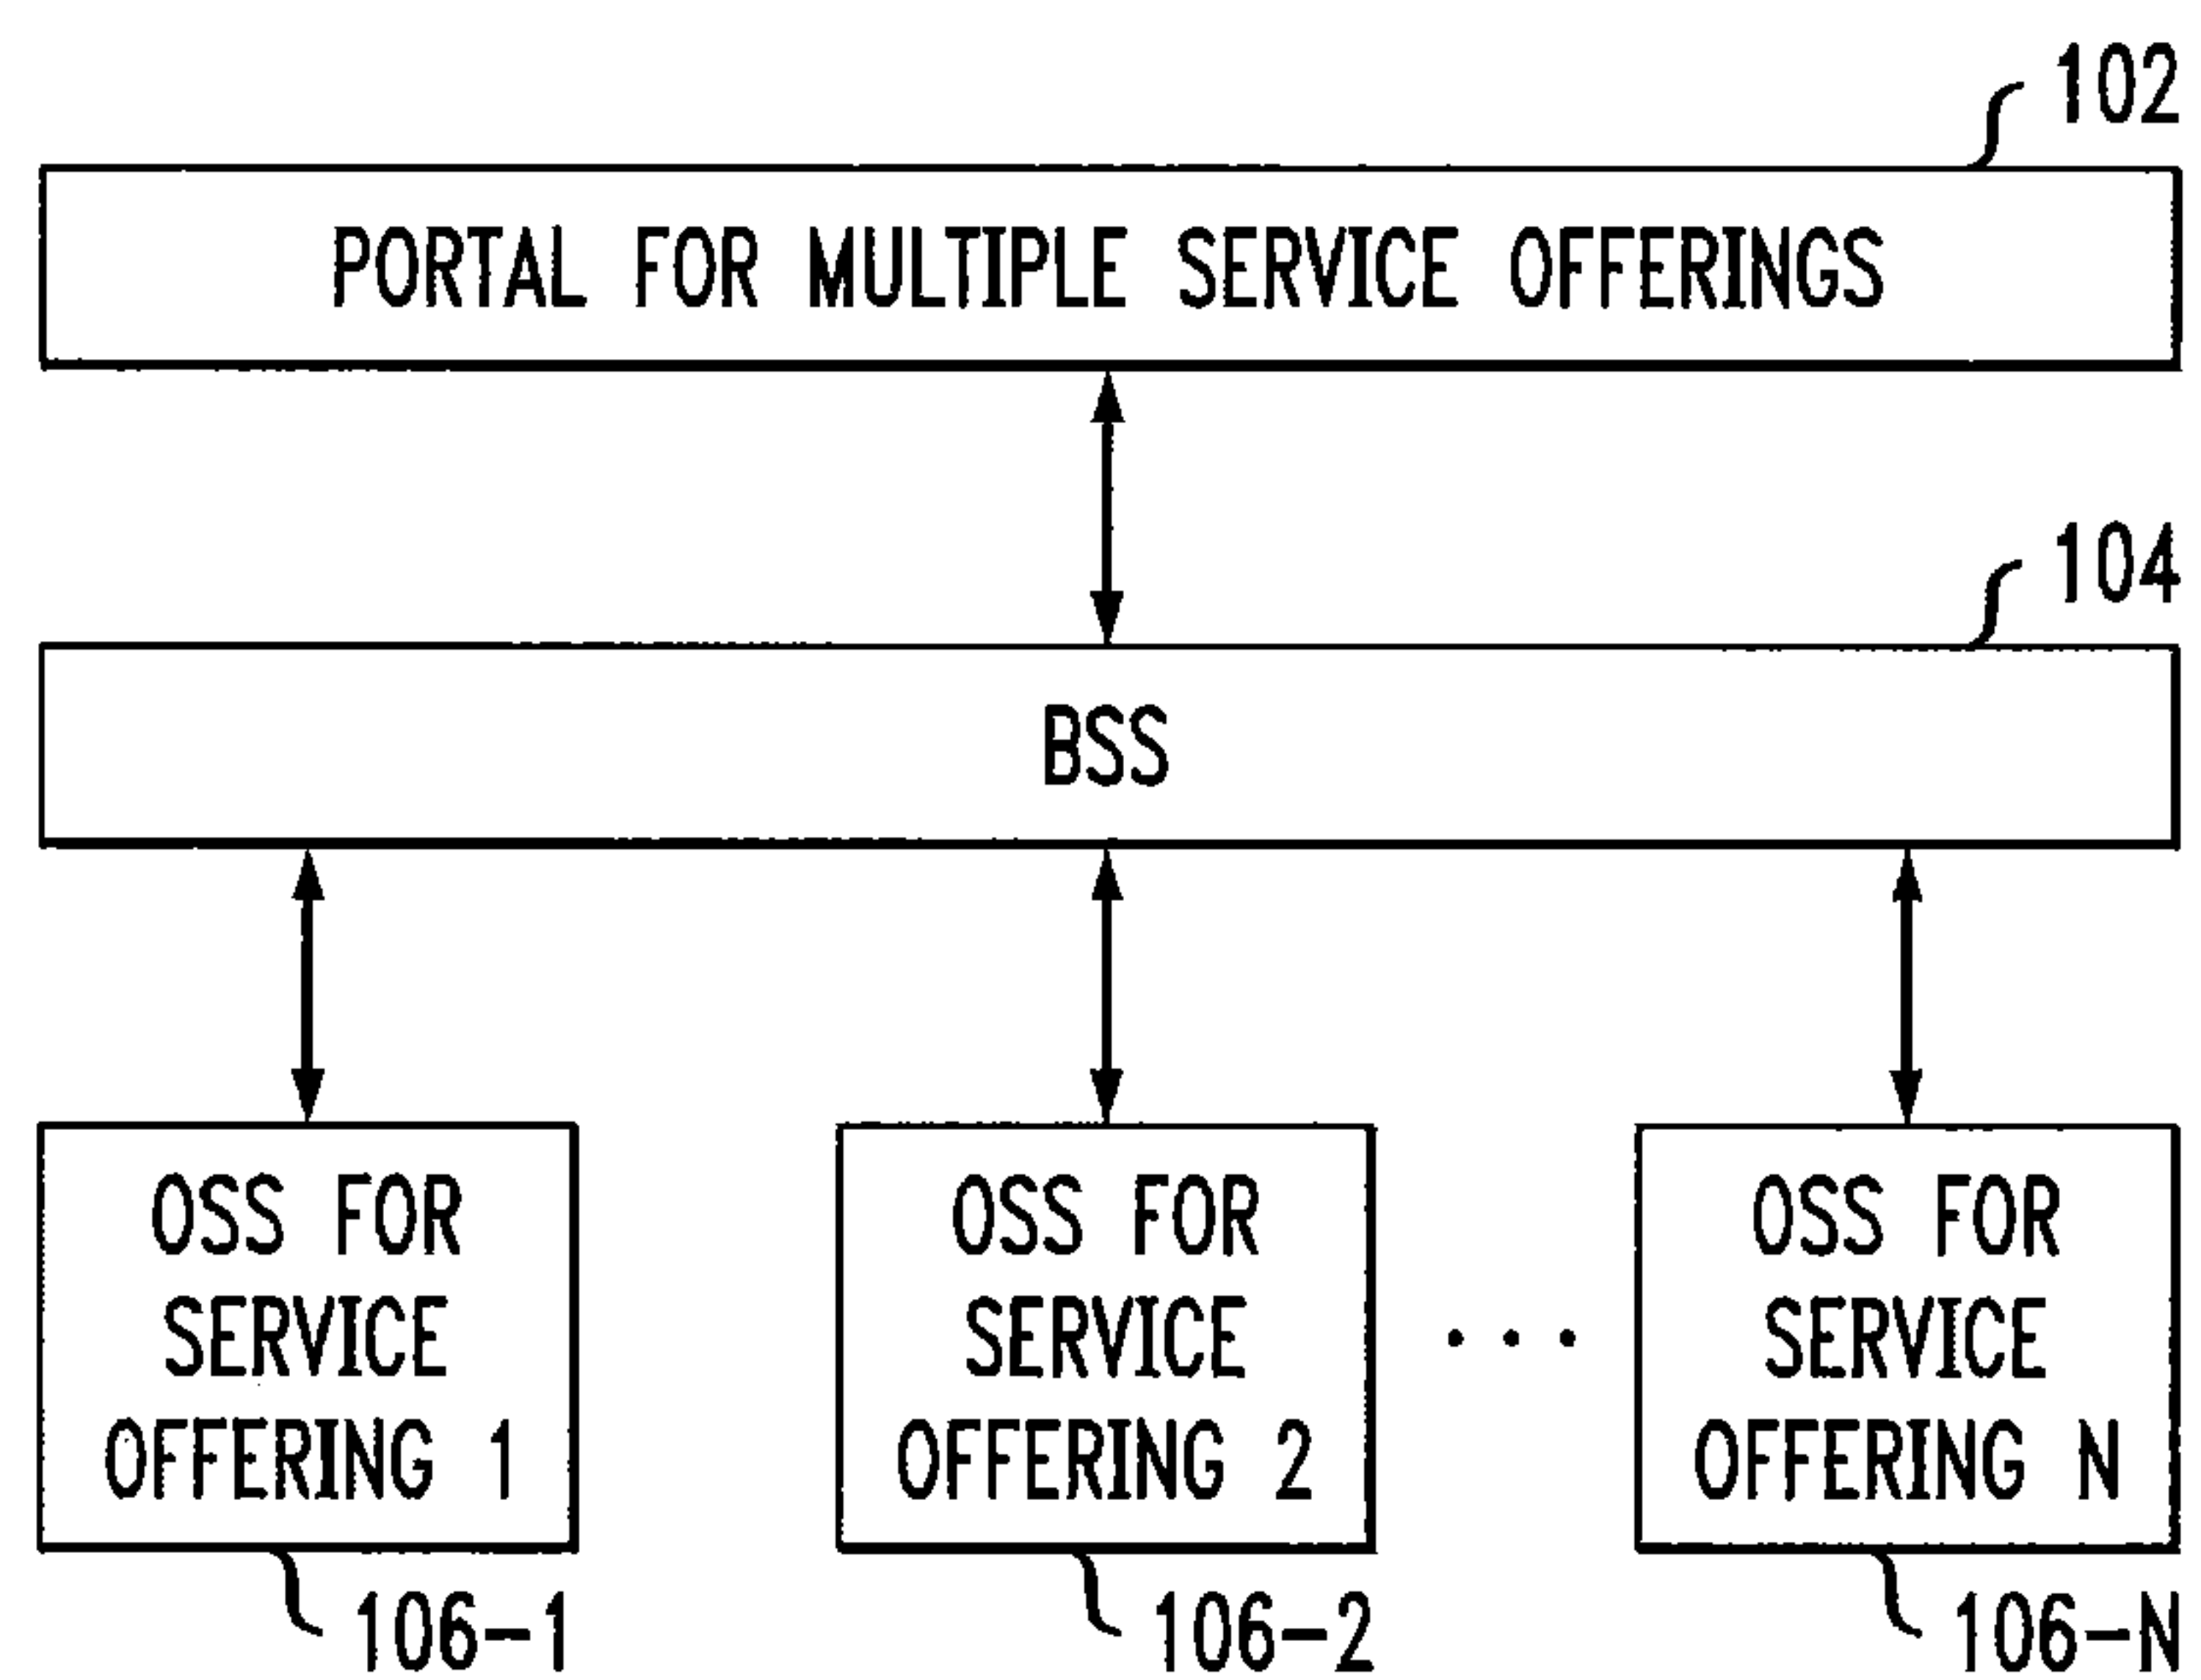 102
PORTAL FOR MULTIPLE SERVICE OFFERINGS
104
BSS
OSS FOR
SERVICE
OFFERING 1
OSS FOR
SERVICE
OFFERING 2
. . .
OSS FOR
SERVICE
OFFERING N
106-1
106-2
106-N